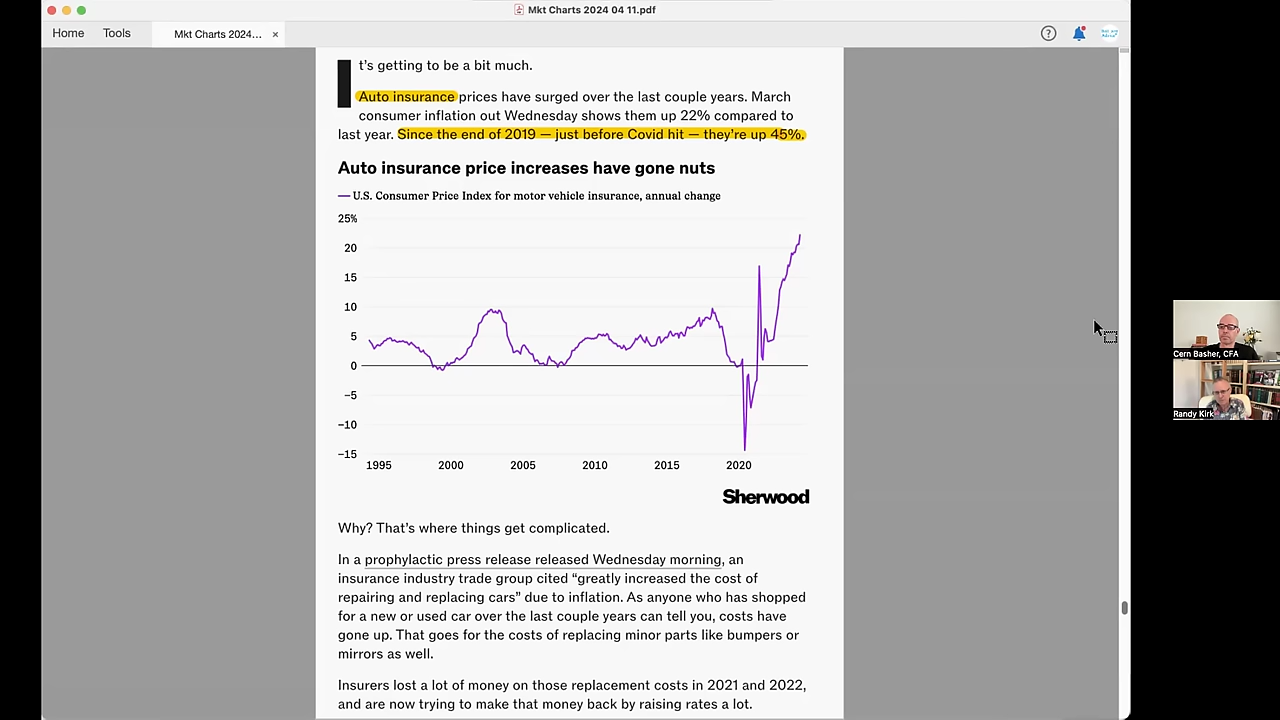 Mkt Charts 2024 04 11.pdf
Home
Tools
Mkt Charts 2024...
×
?
It's getting to be a bit much.
Auto insurance prices have surged over the last couple years. March
consumer inflation out Wednesday shows them up 22% compared to
last year. Since the end of 2019 — just before Covid hit — they're up 45%.
Auto insurance price increases have gone nuts
— U.S. Consumer Price Index for motor vehicle insurance, annual change
25%
20
15
10
5
0
−5
−10
−15
1995
2000
2005
2010
2015
2020
Sherwood
Why? That's where things get complicated.
In a prophylactic press release released Wednesday morning, an
insurance industry trade group cited “greatly increased the cost of
repairing and replacing cars” due to inflation. As anyone who has shopped
for a new or used car over the last couple years can tell you, costs have
gone up. That goes for the costs of replacing minor parts like bumpers or
mirrors as well.
Insurers lost a lot of money on those replacement costs in 2021 and 2022,
and are now trying to make that money back by raising rates a lot.
Cern Basher, CFA
Randy Kirk